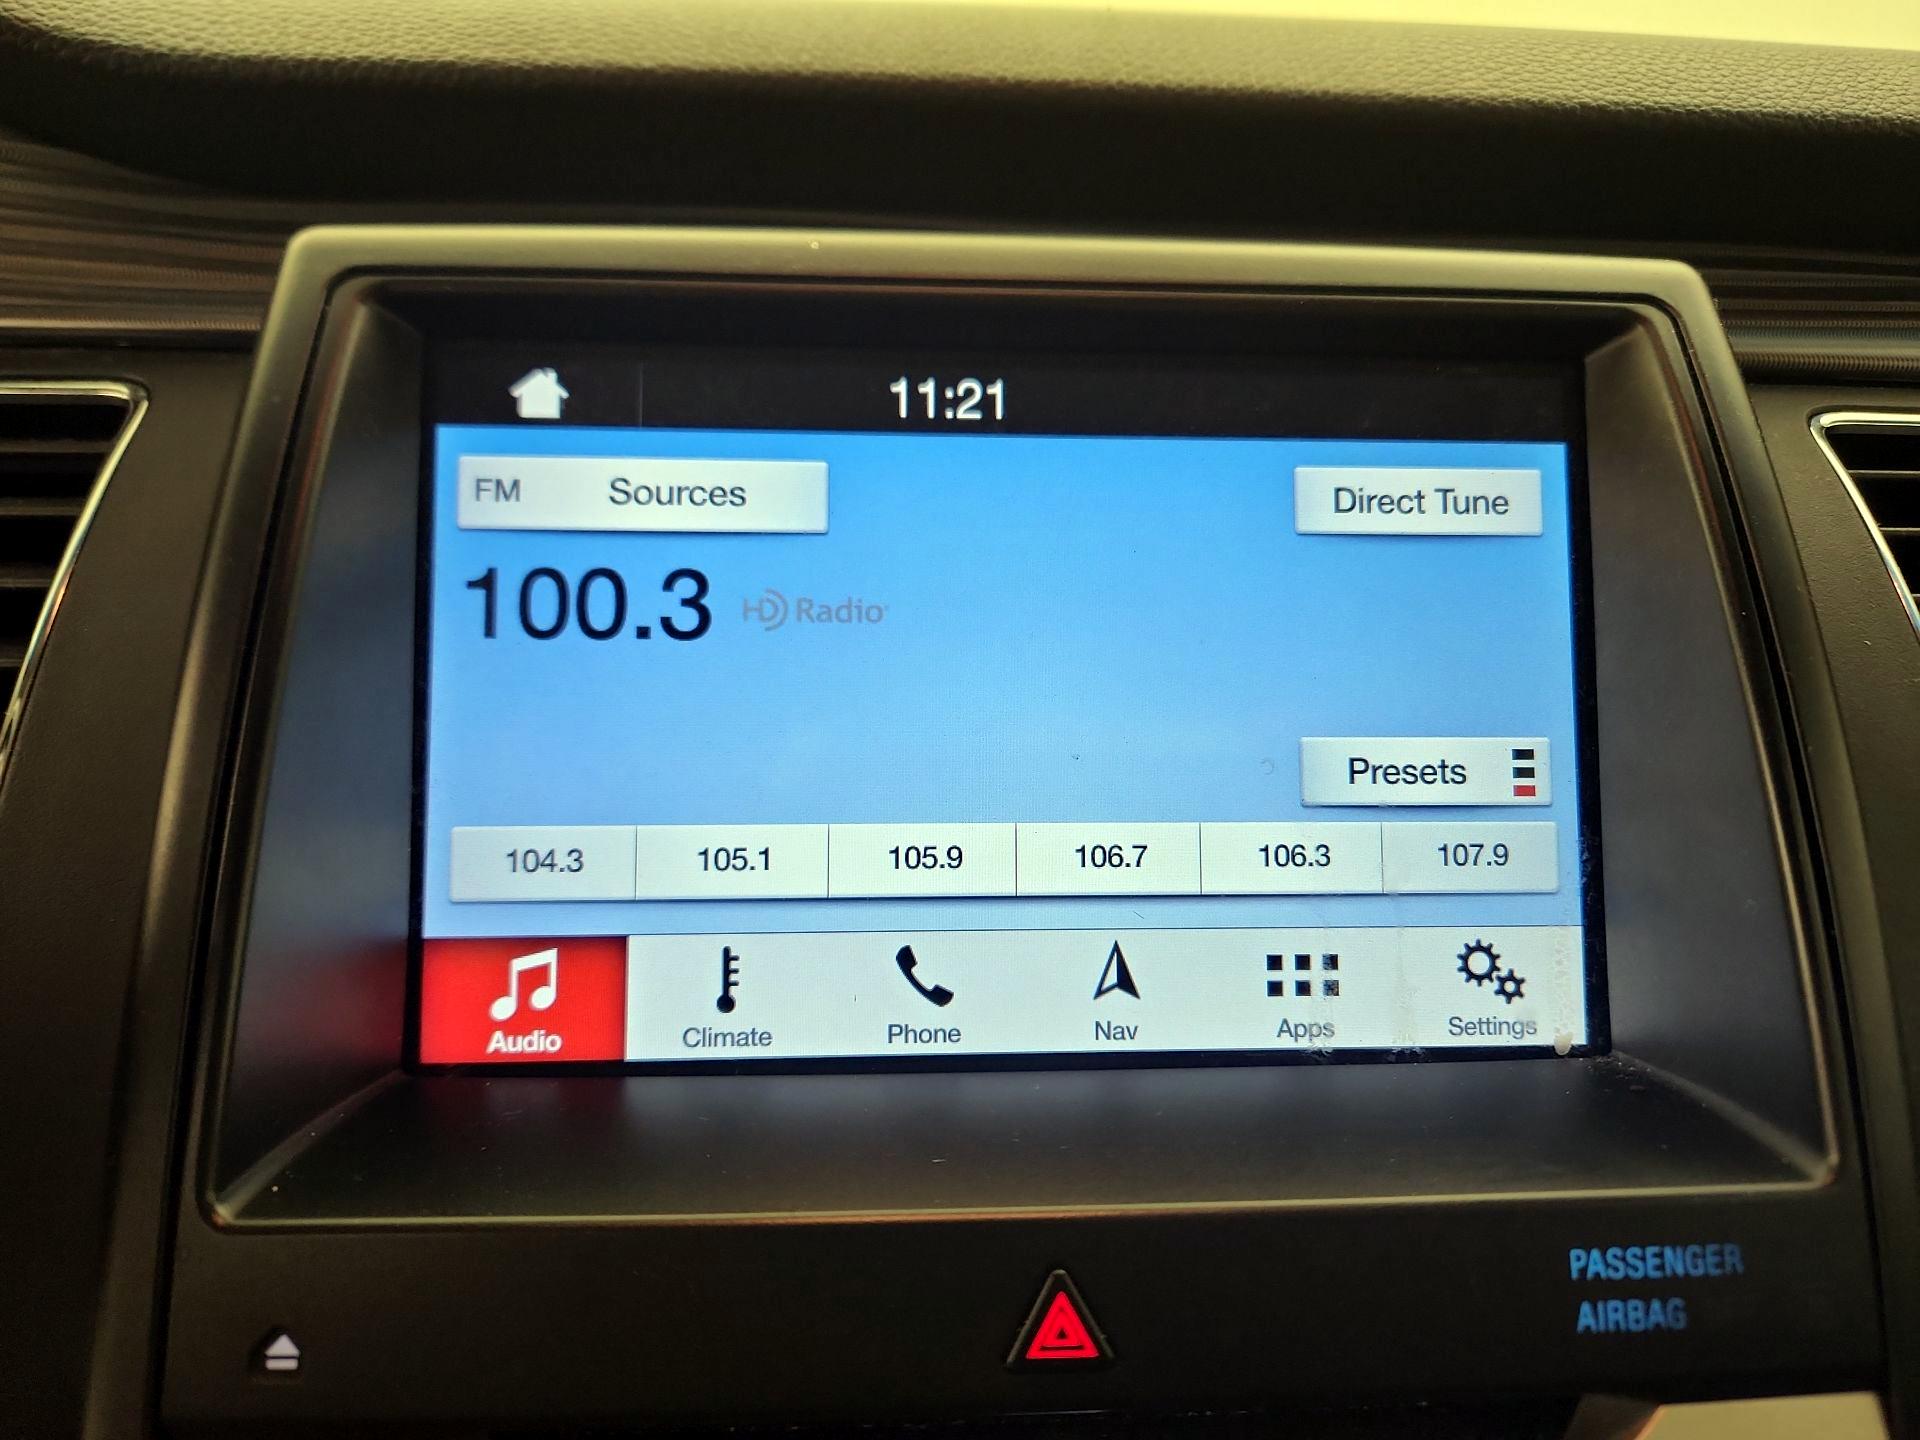 11:21
FM Sources Direct Tune
100.3 HD Radio
Presets
104.3 105.1 105.9 106.7 106.3 107.9
Audio Climate Phone Nav Apps Settings
PASSENGER
AIRBAG